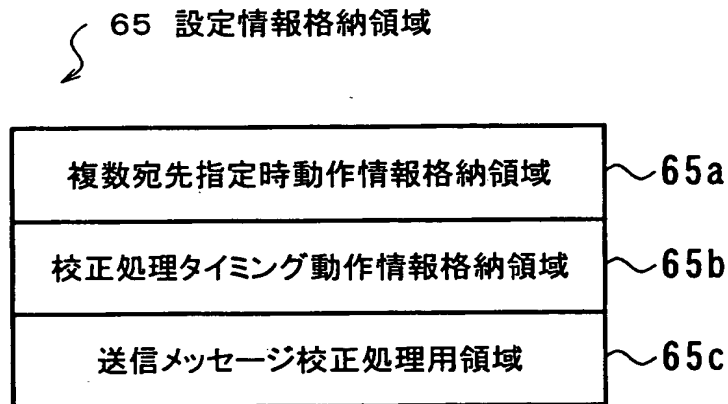 65 設定情報格納領域
複数宛先指定時動作情報格納領域 65a
校正処理タイミング動作情報格納領域 65b
送信メッセージ校正処理用領域 65c